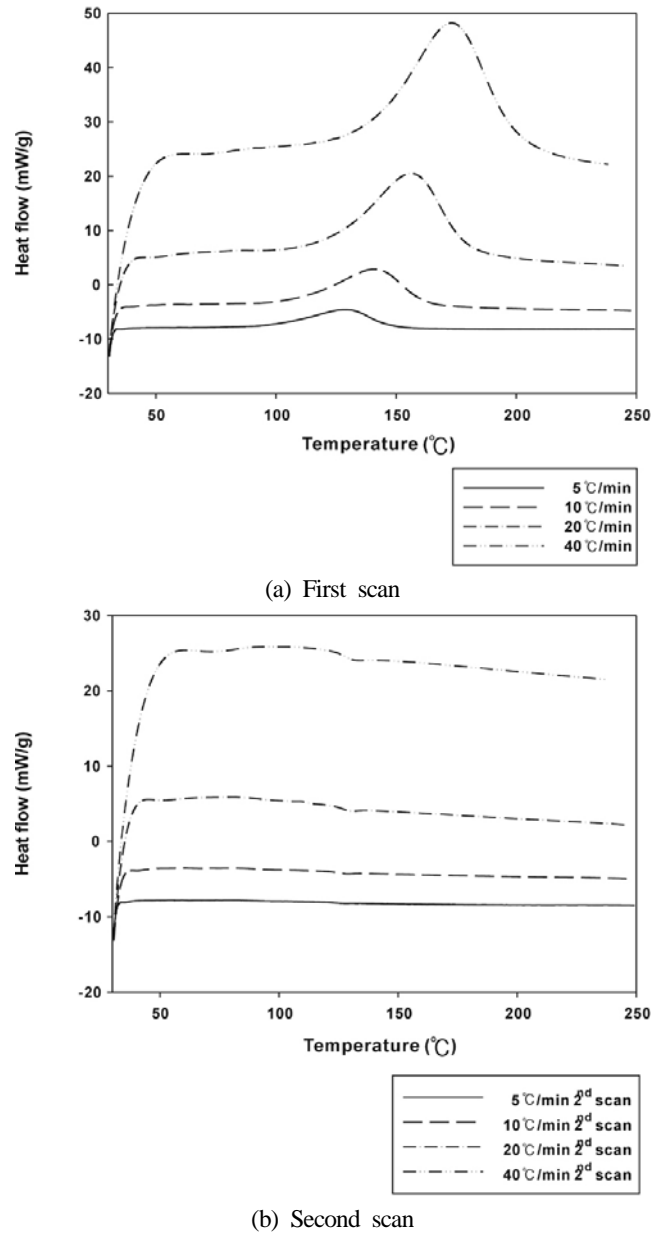 50
40
30
20
10
0
-10
-20
Heat flow (mW/g)
50 100 150 200 250
Temperature (℃)
5℃/min
10℃/min
20℃/min
40℃/min
(a) First scan
30
20
10
0
-10
-20
Heat flow (mW/g)
50 100 150 200 250
Temperature (℃)
5℃/min 2nd scan
10℃/min 2nd scan
20℃/min 2nd scan
40℃/min 2nd scan
(b) Second scan